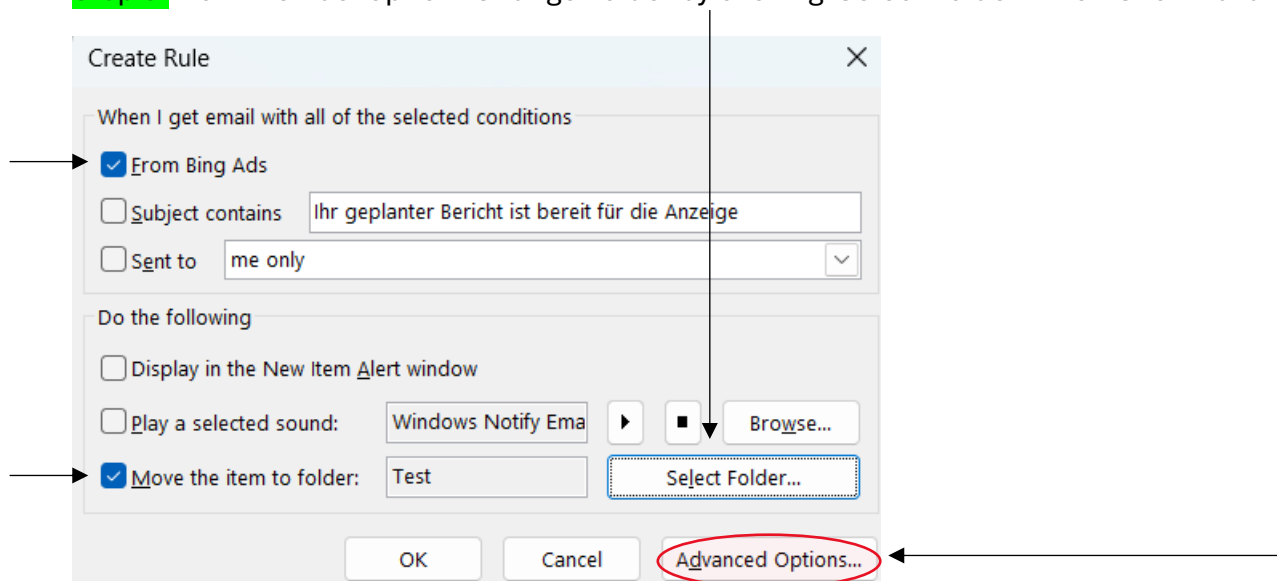 Create Rule
When I get email with all of the selected conditions
From Bing Ads
Subject contains Ihr geplanter Bericht ist bereit für die Anzeige
Sent to me only
Do the following
Display in the New Item Alert window
Play a selected sound: Windows Notify Ema Browse...
Move the item to folder: Test Select Folder...
OK Cancel Advanced Options...